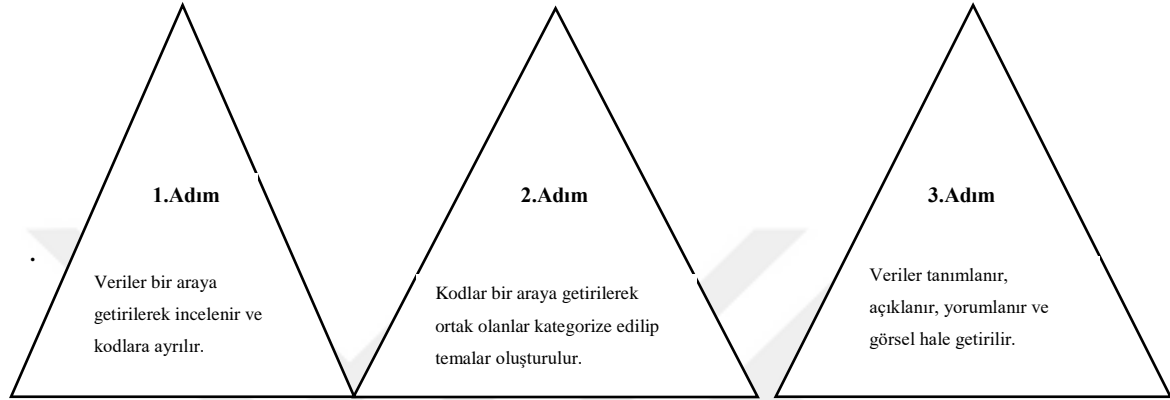 1.Adım
Veriler bir araya
getirilerek incelenir ve
kodlara ayrılır.
2.Adım
Kodlar bir araya getirilerek
ortak olanlar kategorize edilip
temalar oluşturulur.
3.Adım
Veriler tanımlanır,
açıklanır, yorumlanır ve
görsel hale getirilir.
.